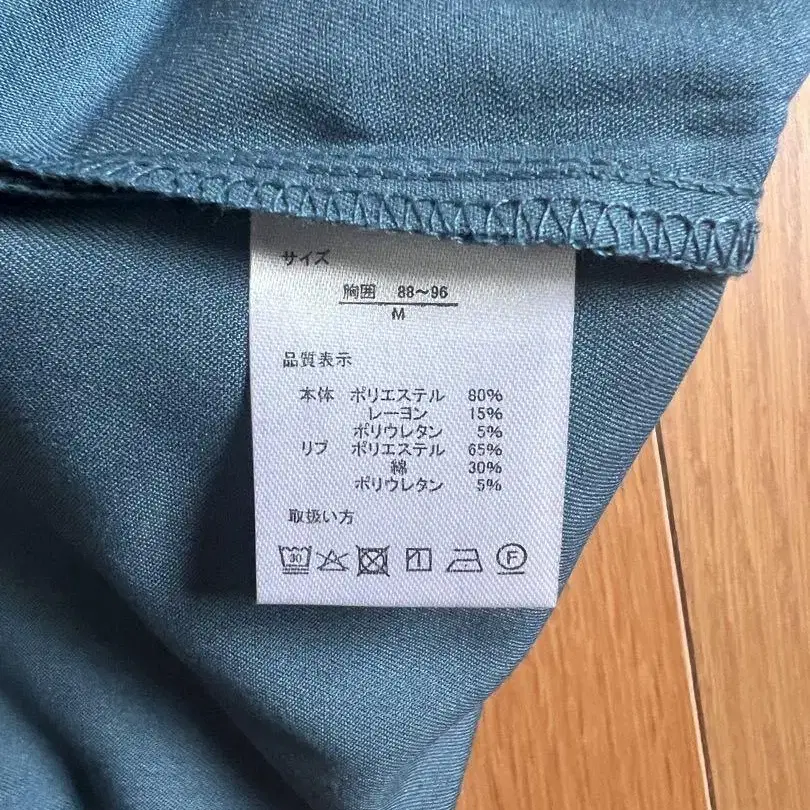 サイズ
胸囲 88～96
M
品質表示
本体 ポリエステル 80%
レーヨン 15%
ポリウレタン 5%
リブ ポリエステル 65%
綿 30%
ポリウレタン 5%
取扱い方
30 F